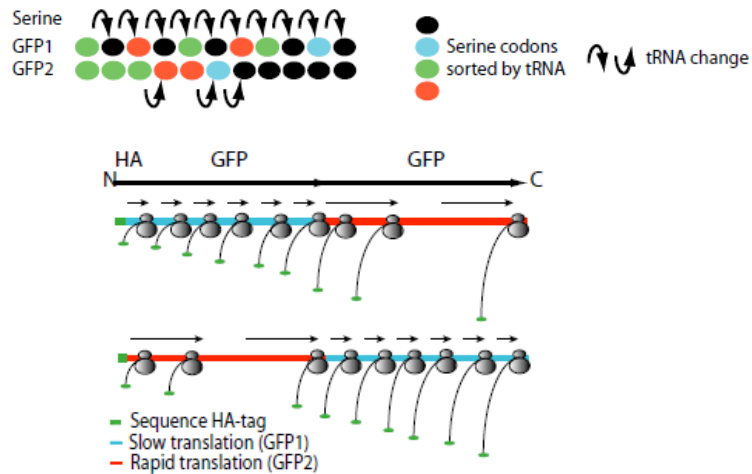 Serine
GFP1
GFP2
Serine codons
sorted by tRNA
tRNA change
HA GFP GFP
N C
Sequence HA-tag
Slow translation (GFP1)
Rapid translation (GFP2)